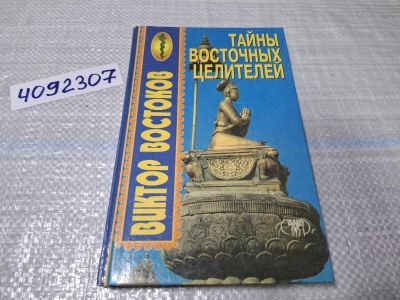 4092307
ВИКТОР ВОСТОКОВ
ТАЙНЫ
ВОСТОЧНЫХ
ЦЕЛИТЕЛЕЙ